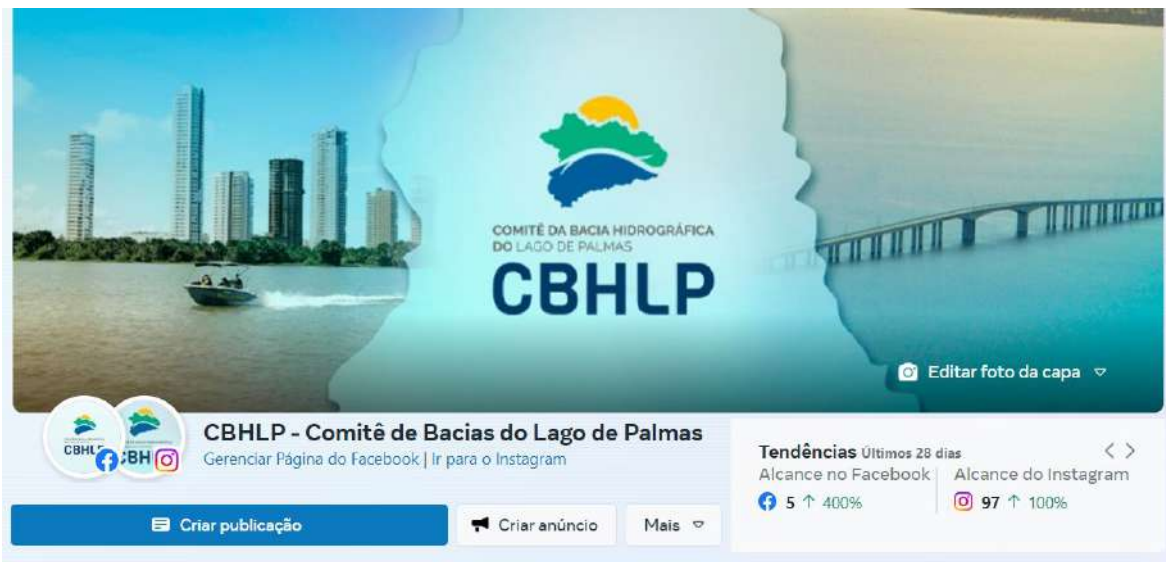 COMITÊ DA BACIA HIDROGRÁFICA
DO LAGO DE PALMAS
CBHLP
Editar foto da capa
CBHLP - Comitê de Bacias do Lago de Palmas
Gerenciar Página do Facebook | Ir para o Instagram
Criar publicação
Criar anúncio
Mais
Tendências Últimos 28 dias
Alcance no Facebook
Alcance do Instagram
5 ↑ 400%
97 ↑ 100%